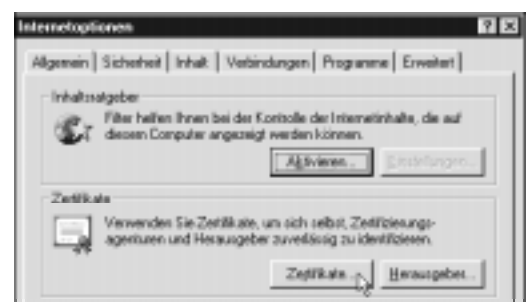 Internetoptionen
Allgemein Sicherheit Inhalt Verbindungen Programme Erweitert
Inhaltsratgeber
Filter helfen Ihnen bei der Kontrolle der Internetinhalte, die auf
diesem Computer angezeigt werden können.
Aktivieren... Einstellungen...
Zertifikate
Verwenden Sie Zertifikate, um sich selbst, Zertifizierungs-
agenturen und Herausgeber zuverlässig zu identifizieren.
Zertifikate... Herausgeber...